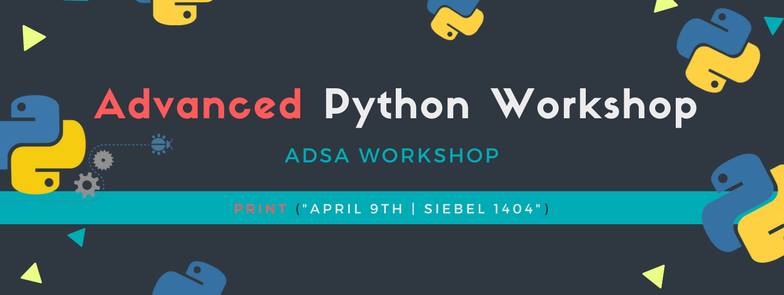 Advanced Python Workshop
ADSA WORKSHOP
PRINT ("APRIL 9TH | SIEBEL 1404")